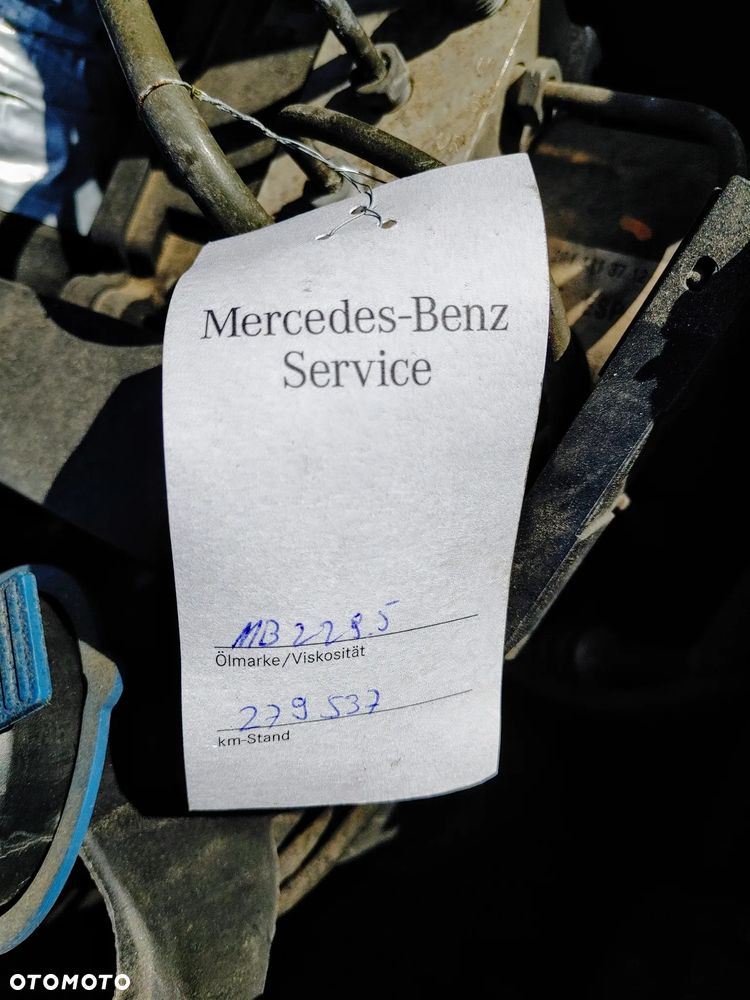 Mercedes-Benz
Service
MB 229.5
Ölmarke/Viskosität
279 537
km-Stand
OTOMOTO